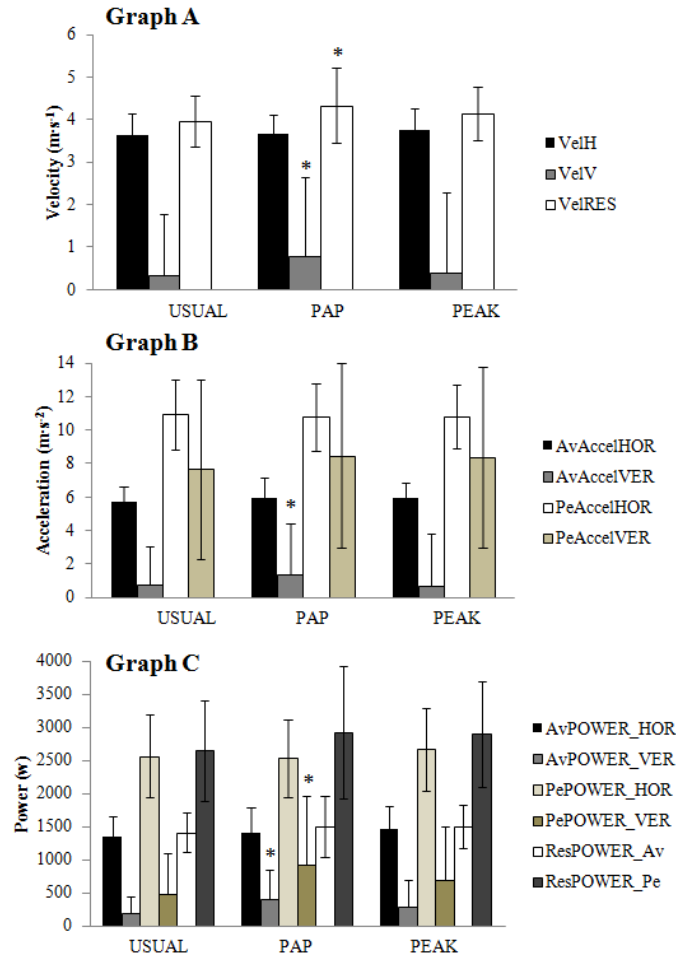 Graph A
Velocity (m·s⁻¹)
6
5
4
3
2
1
0
*
*
USUAL
PAP
PEAK
VelH
VelV
VelRES
Graph B
Acceleration (m·s⁻²)
14
12
10
8
6
4
2
0
*
USUAL
PAP
PEAK
AvAccelHOR
AvAccelVER
PeAccelHOR
PeAccelVER
Graph C
Power (w)
4000
3500
3000
2500
2000
1500
1000
500
0
*
*
USUAL
PAP
PEAK
AvPOWER_HOR
AvPOWER_VER
PePOWER_HOR
PePOWER_VER
ResPOWER_Av
ResPOWER_Pe